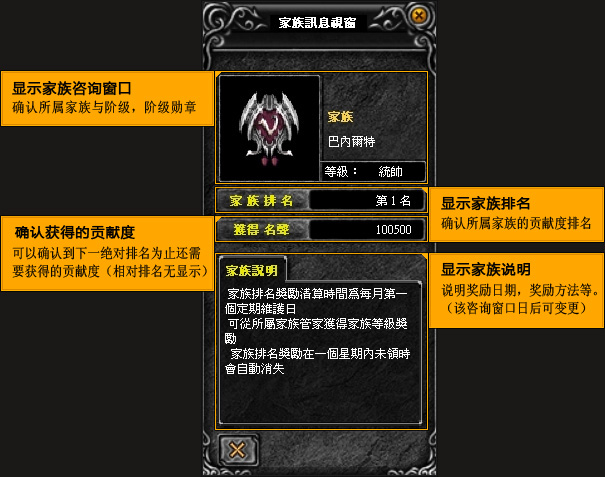 家族訊息視窗
显示家族咨询窗口
确认所属家族与阶级，阶级勋章
家族
巴內爾特
等級： 統帥
家族排名 第1名
显示家族排名
确认所属家族的贡献度排名
确认获得的贡献度
可以确认到下一绝对排名为止还需
要获得的贡献度（相对排名无显示）
獲得名聲 100500
家族說明
家族排名獎勵清算時間爲每月第一
個定期維護日
可從所屬家族管家獲得家族等級獎
勵
家族排名獎勵在一個星期內未領時
會自動消失
显示家族说明
说明奖励日期，奖励方法等。
（该咨询窗口日后可变更）